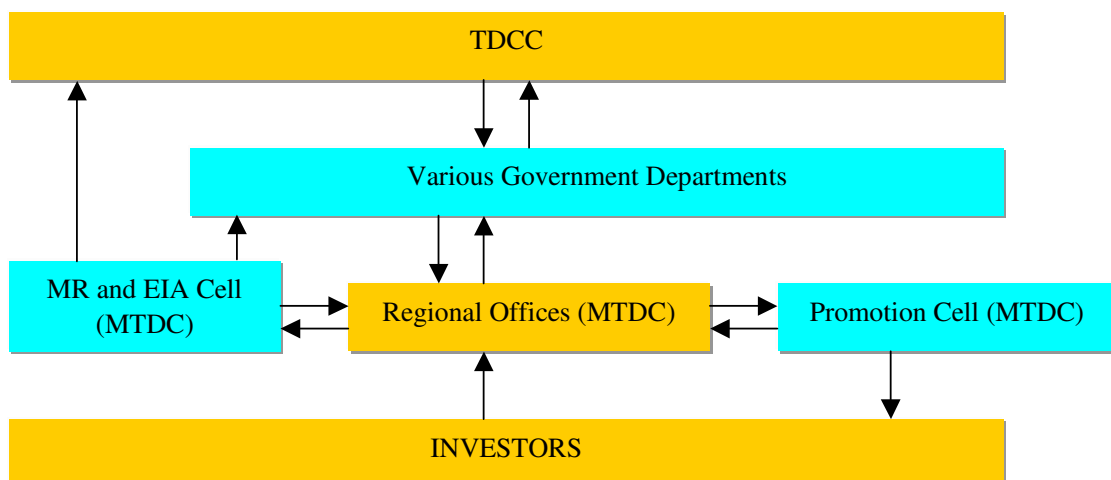 TDCC
Various Government Departments
MR and EIA Cell
(MTDC)
Regional Offices (MTDC)
Promotion Cell (MTDC)
INVESTORS